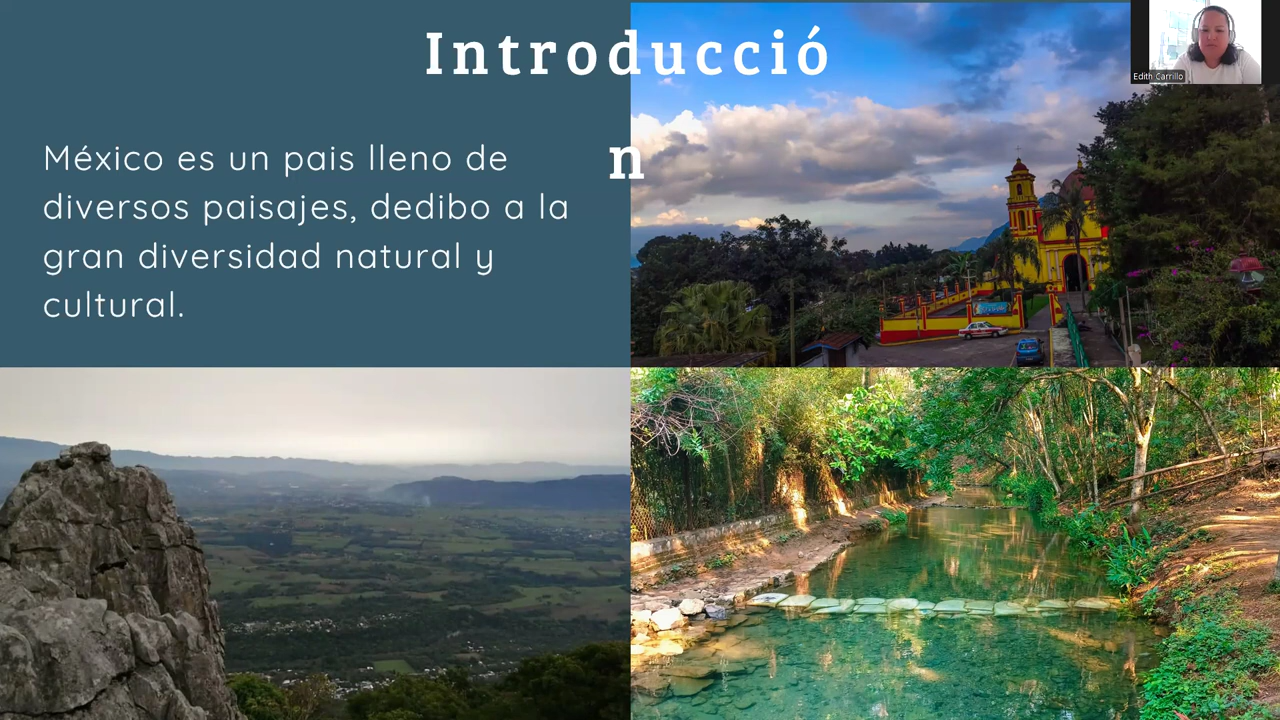 Introducció
n
México es un pais lleno de
diversos paisajes, dedibo a la
gran diversidad natural y
cultural.
Edith Carrillo